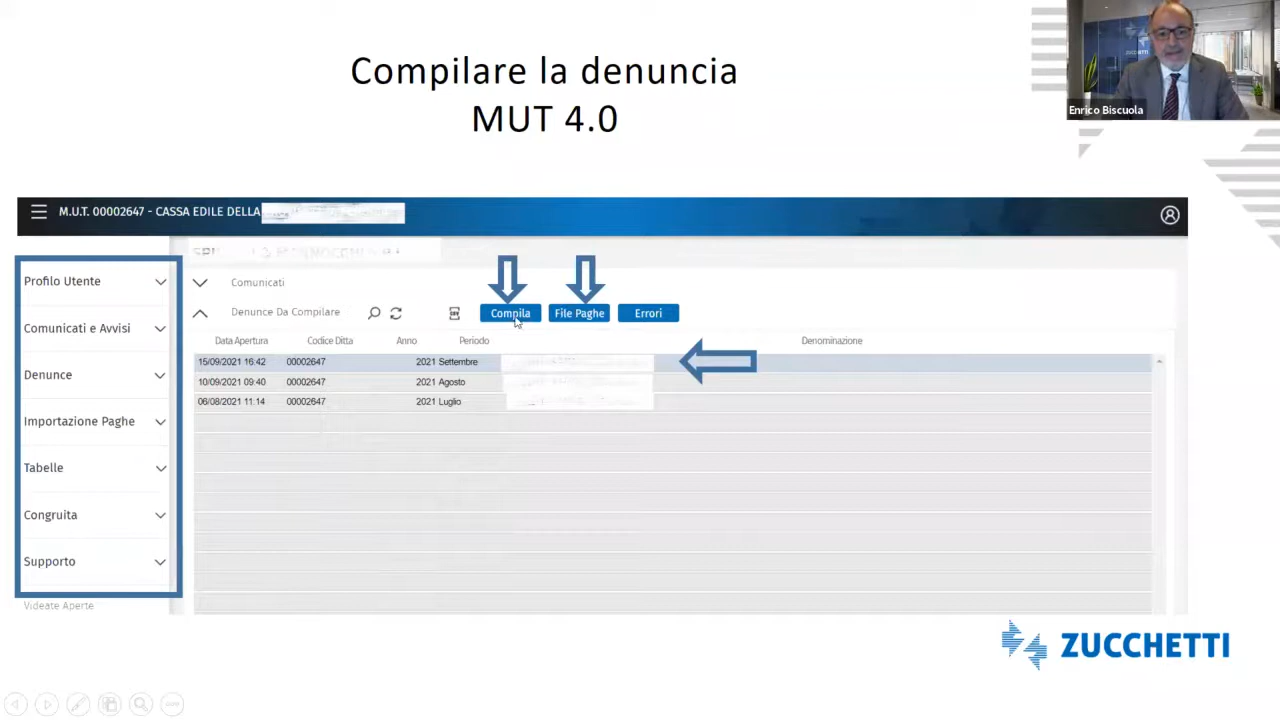 Compilare la denuncia
MUT 4.0
ZUCCHETTI
Enrico Biscuola
M.U.T. 00002647 - CASSA EDILE DELLA
Profilo Utente
Comunicati e Avvisi
Denunce
Importazione Paghe
Tabelle
Congruita
Supporto
Videate Aperte
Comunicati
Denunce Da Compilare
Compila
File Paghe
Errori
Data Apertura Codice Ditta Anno Periodo Denominazione
15/09/2021 16:42 00002647 2021 Settembre
10/09/2021 09:40 00002647 2021 Agosto
06/08/2021 11.14 00002647 2021 Luglio
ZUCCHETTI